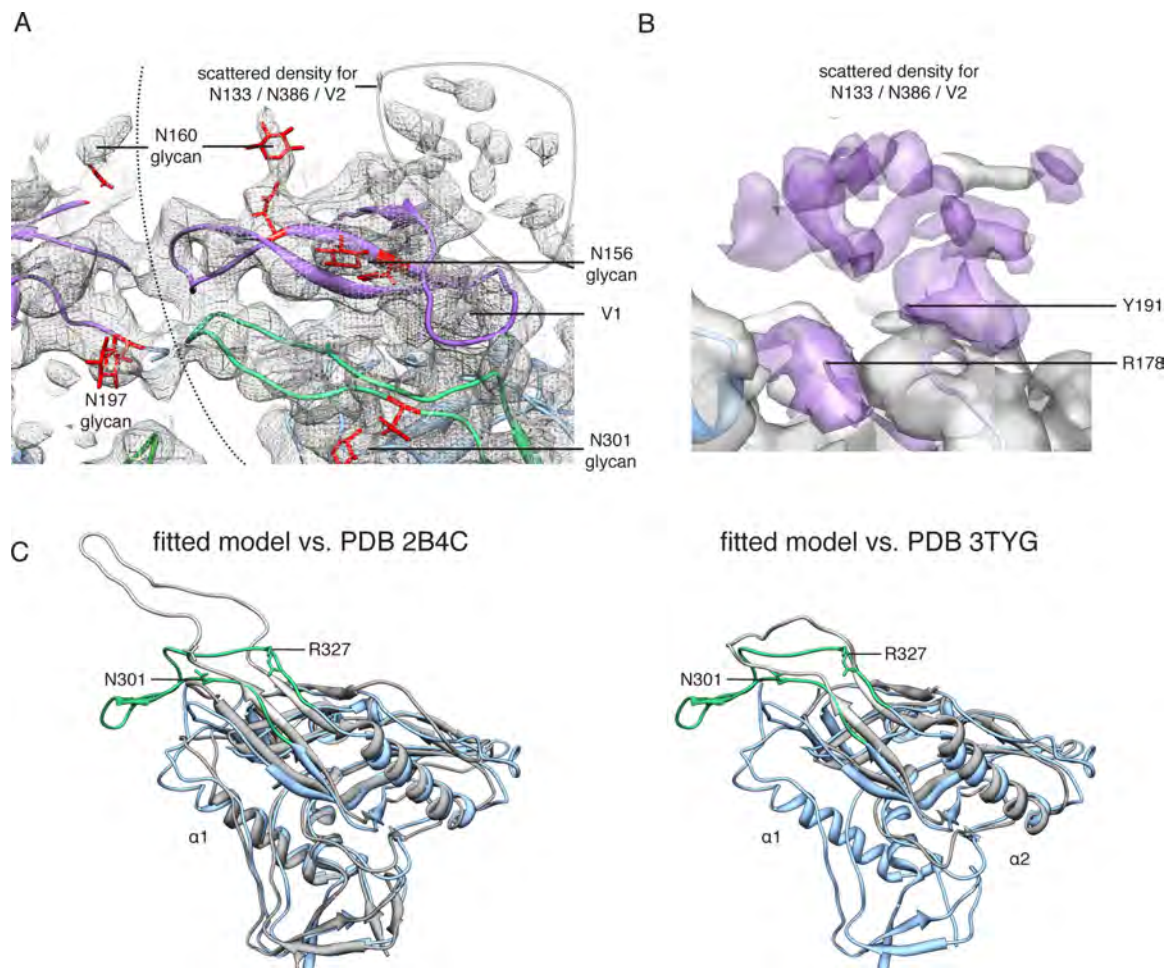 A
scattered density for
N133 / N386 / V2
N160
glycan
N156
glycan
V1
N197
glycan
N301
glycan
B
scattered density for
N133 / N386 / V2
Y191
R178
C
fitted model vs. PDB 2B4C
R327
N301
α1
fitted model vs. PDB 3TYG
R327
N301
α1
α2